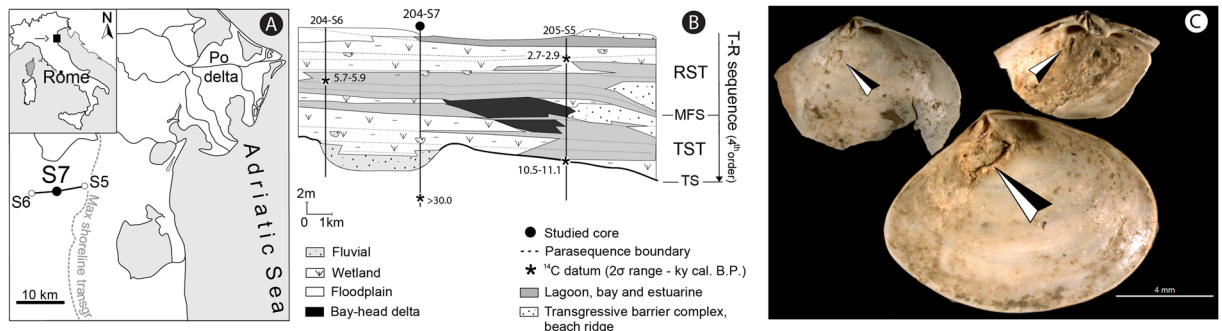 A
N
Rome
Po
delta
Adriatic Sea
S7
S6
S5
Max shoreline transgr
10 km
B
204-S6
204-S7
205-S5
5.7-5.9
2.7-2.9
10.5-11.1
>30.0
RST
MFS
TST
TS
T-R sequence (4th order)
2m
0 1km
Fluvial
Wetland
Floodplain
Bay-head delta
Studied core
Parasequence boundary
14C datum (2σ range - ky cal. B.P.)
Lagoon, bay and estuarine
Transgressive barrier complex,
beach ridge
C
4 mm